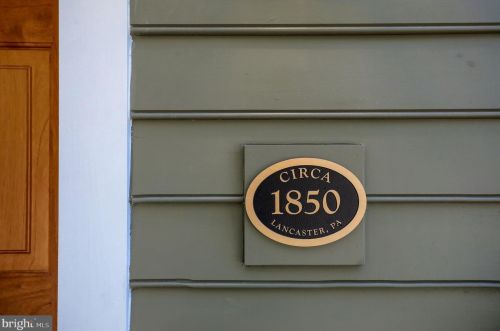 CIRCA
1850
LANCASTER, PA
bright MLS